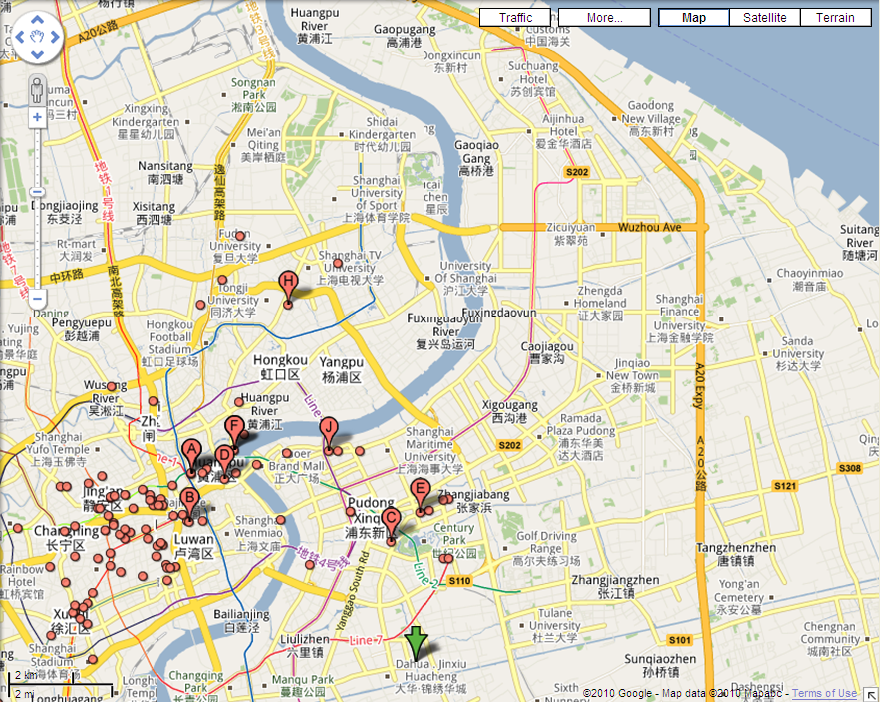 Traffic
More...
Map
Satellite
Terrain
A20公路
地铁3号线
Huangpu
River
黄浦江
Gaopugang
高浦港
Customs
中国海关
Dongxincun
东新村
Suchuang
Hotel
苏创宾馆
Songnan
Park
淞南公园
Xingxing
Kindergarten
星星幼儿园
Shidai
Kindergarten
时代幼儿园
Aijinhua
Hotel
爱金华酒店
Gaodong
New Village
高东新村
Mei'an
Qiting
美岸栖庭
Gaoqiao
Gang
高桥港
Nansitang
南泗塘
逸仙高架路
地铁1号线
S202
Shanghai
University
of Sport
上海体育学院
Xisitang
西泗塘
Dongjiaojing
东茭泾
Rt-mart
大润发
Fudan
University
复旦大学
Zicuiyuan
紫翠苑
Wuzhou Ave
Suitang
River
随塘河
中环路
南北高架路
地铁7号线
Shanghai TV
University
上海电视大学
University
Of Shanghai
沪江大学
Chaoyinmiao
潮音庙
H
Tongji
University
同济大学
Zhengda
Homeland
证大家园
Shanghai
Finance
University
上海金融学院
Pengyuepu
彭越浦
Hongkou
Football
Stadium
虹口足球场
Fuxingdaoyun
River
复兴岛运河
Fuxingdaoyun
Caojiagou
曹家沟
Sanda
University
杉达大学
Hongkou
虹口区
Yangpu
杨浦区
Jinqiao
New Town
金桥新城
A20 Expy
Wusong
River
吴淞江
Huangpu
River
黄浦江
Xigougang
西沟港
Ramada
Plaza Pudong
浦东华美
达大酒店
F
J
Shanghai
Maritime
University
上海海事大学
S202
A20公路
Shanghai
Yufo Temple
上海玉佛寺
A
D
Brand Mall
正大广场
S308
S121
Jing'an
静安区
B
E
Zhangjiabang
张家浜
Pudong
Xinqu
浦东新区
C
Changning
长宁区
Luwan
卢湾区
Shanghai
Wenmiao
上海文庙
Century
Park
世纪公园
Golf Driving
Range
高尔夫练习场
Tangzhenzhen
唐镇镇
地铁4号线
Rainbow
Hotel
虹桥宾馆
Line-2
S110
Zhangjiangzhen
张江镇
Yong'an
Cemetery
永安公墓
Yanggao South Rd
徐汇区
Bailianjing
白莲泾
Tulane
University
杜兰大学
Chengnan
Community
城南社区
Liulizhen
六里镇
Line-7
S101
Shanghai
Stadium
上海体育场
Dahua Jinxiu
Huacheng
大华·锦绣华城
Sunqiaozhen
孙桥镇
2 km
2 mi
Changqing
Park
长青公园
Manqu Park
蔓趣公园
Sixth
©2010 Google - Map data ©2010 Mapabc - Terms of Use